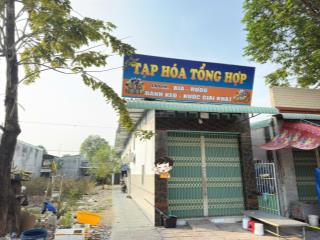 TẠP HÓA TỔNG HỢP
BIA - RƯỢU
BÁNH KẸO - NƯỚC GIẢI KHÁT